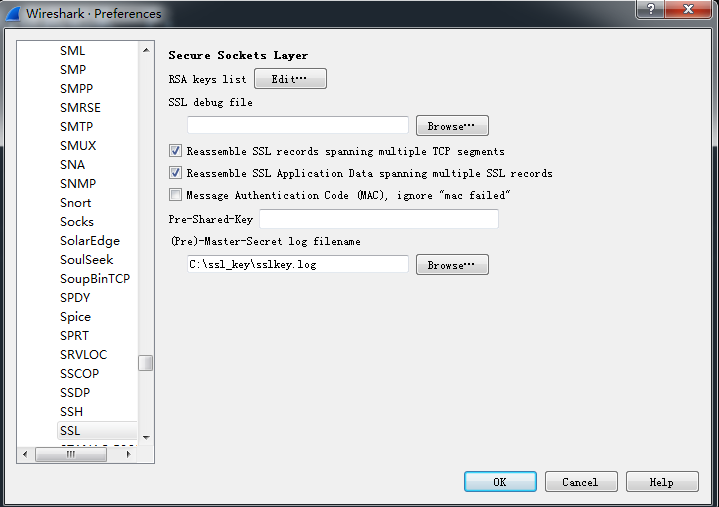 Wireshark · Preferences
SML
SMP
SMPP
SMRSE
SMTP
SMUX
SNA
SNMP
Snort
Socks
SolarEdge
SoulSeek
SoupBinTCP
SPDY
Spice
SPRT
SRVLOC
SSCOP
SSDP
SSH
SSL
Secure Sockets Layer
RSA keys list Edit…
SSL debug file
Browse…
Reassemble SSL records spanning multiple TCP segments
Reassemble SSL Application Data spanning multiple SSL records
Message Authentication Code (MAC), ignore "mac failed"
Pre-Shared-Key
(Pre)-Master-Secret log filename
C:\ssl_key\sslkey.log Browse…
OK Cancel Help